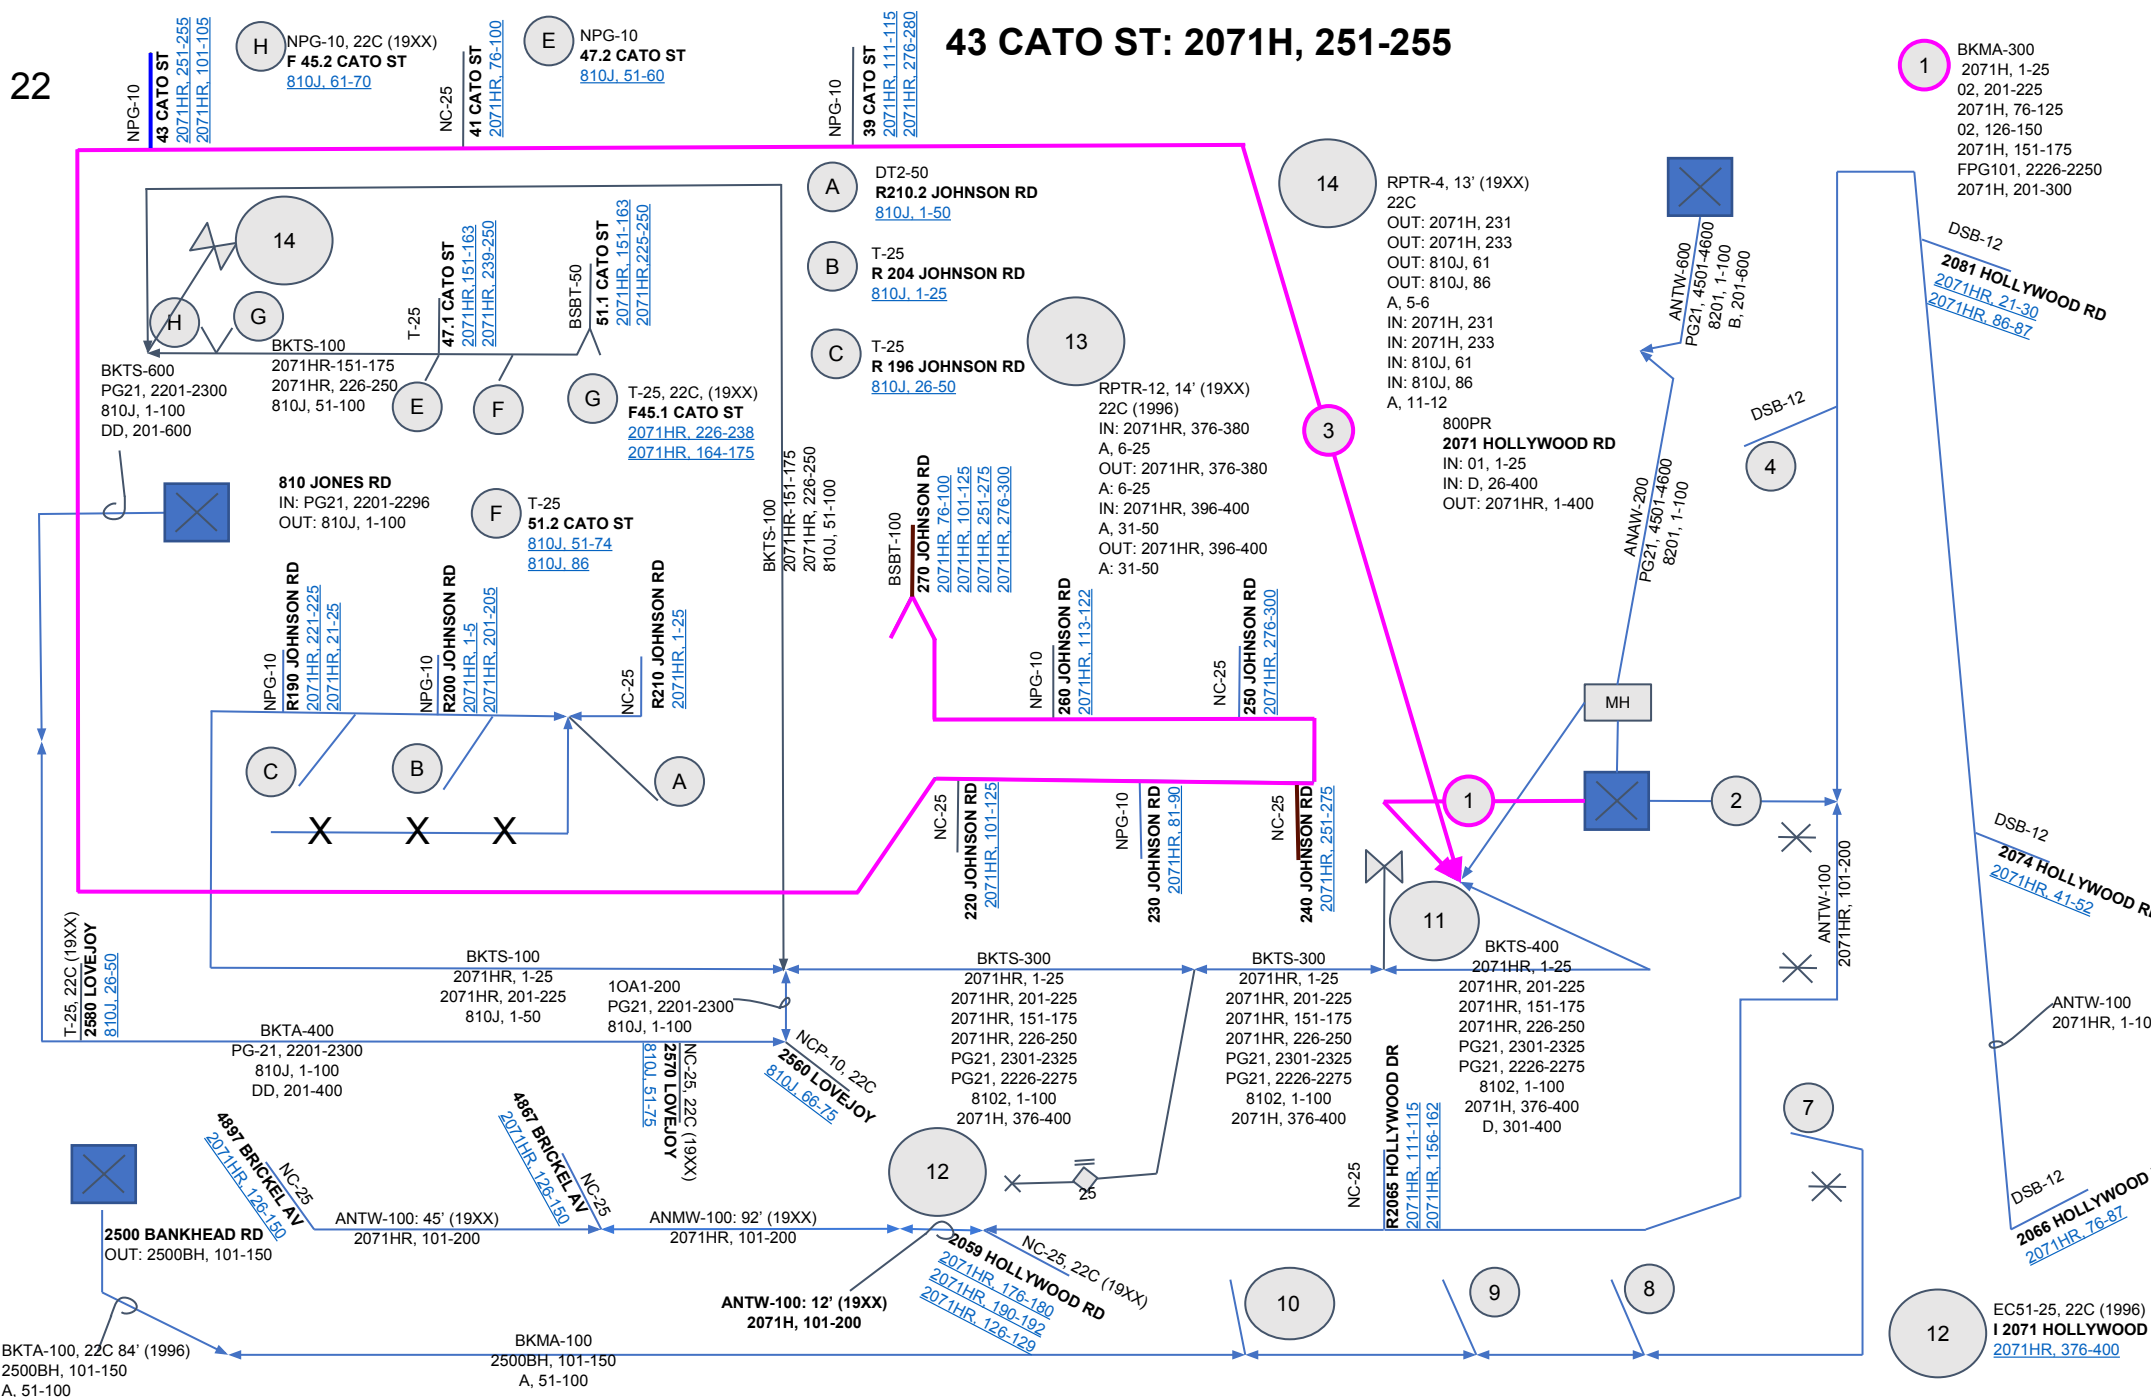 43 CATO ST: 2071H, 251-255
22
NPG-10
43 CATO ST
2071HR, 251-255
2071HR, 101-105
H
NPG-10, 22C (19XX)
F 45.2 CATO ST
810J, 61-70
NC-25
41 CATO ST
2071HR, 76-100
E
NPG-10
47.2 CATO ST
810J, 51-60
NPG-10
39 CATO ST
2071HR, 111-115
2071HR, 276-280
1
BKMA-300
2071H, 1-25
02, 201-225
2071H, 76-125
02, 126-150
2071H, 151-175
FPG101, 2226-2250
2071H, 201-300
14
H
G
T-25
47.1 CATO ST
2071HR,151-163
2071HR, 239-250
BSBT-50
51.1 CATO ST
2071HR, 151-163
2071HR,225-250
A
DT2-50
R210.2 JOHNSON RD
810J, 1-50
B
T-25
R 204 JOHNSON RD
810J, 1-25
C
T-25
R 196 JOHNSON RD
810J, 26-50
13
RPTR-12, 14' (19XX)
22C (1996)
IN: 2071HR, 376-380
A, 6-25
OUT: 2071HR, 376-380
A: 6-25
IN: 2071HR, 396-400
A, 31-50
OUT: 2071HR, 396-400
A: 31-50
14
RPTR-4, 13' (19XX)
22C
OUT: 2071H, 231
OUT: 2071H, 233
OUT: 810J, 61
OUT: 810J, 86
A, 5-6
IN: 2071H, 231
IN: 2071H, 233
IN: 810J, 61
IN: 810J, 86
A, 11-12
800PR
2071 HOLLYWOOD RD
IN: 01, 1-25
IN: D, 26-400
OUT: 2071HR, 1-400
3
ANTW-600
PG21, 4501-4600
8201, 1-100
B, 201-600
ANAW-200
PG21, 4501-4600
8201, 1-100
DSB-12
2081 HOLLYWOOD RD
2071HR, 21-30
2071HR, 86-87
DSB-12
4
BKTS-600
PG21, 2201-2300
810J, 1-100
DD, 201-600
BKTS-100
2071HR-151-175
2071HR, 226-250
810J, 51-100
E
F
G
T-25, 22C, (19XX)
F45.1 CATO ST
2071HR, 226-238
2071HR, 164-175
810 JONES RD
IN: PG21, 2201-2296
OUT: 810J, 1-100
F
T-25
51.2 CATO ST
810J, 51-74
810J, 86
BKTS-100
2071HR-151-175
2071HR, 226-250
810J, 51-100
BSBT-100
270 JOHNSON RD
2071HR, 76-100
2071HR, 101-125
2071HR, 251-275
2071HR, 276-300
NPG-10
R190 JOHNSON RD
2071HR, 221-225
2071HR, 21-25
NPG-10
R200 JOHNSON RD
2071HR, 1-5
2071HR, 201-205
NC-25
R210 JOHNSON RD
2071HR, 1-25
NPG-10
260 JOHNSON RD
2071HR, 113-122
NC-25
250 JOHNSON RD
2071HR, 276-300
MH
C
B
A
X X X
NC-25
220 JOHNSON RD
2071HR, 101-125
NPG-10
230 JOHNSON RD
2071HR, 81-90
NC-25
240 JOHNSON RD
2071HR, 251-275
1
2
11
ANTW-100
2071HR, 101-200
DSB-12
2074 HOLLYWOOD RD
2071HR, 41-52
T-25, 22C (19XX)
2580 LOVEJOY
810J, 26-50
BKTS-100
2071HR, 1-25
2071HR, 201-225
810J, 1-50
1OA1-200
PG21, 2201-2300
810J, 1-100
BKTS-300
2071HR, 1-25
2071HR, 201-225
2071HR, 151-175
2071HR, 226-250
PG21, 2301-2325
PG21, 2226-2275
8102, 1-100
2071H, 376-400
BKTS-300
2071HR, 1-25
2071HR, 201-225
2071HR, 151-175
2071HR, 226-250
PG21, 2301-2325
PG21, 2226-2275
8102, 1-100
2071H, 376-400
BKTS-400
2071HR, 1-25
2071HR, 201-225
2071HR, 151-175
2071HR, 226-250
PG21, 2301-2325
PG21, 2226-2275
8102, 1-100
2071H, 376-400
D, 301-400
ANTW-100
2071HR, 1-10
BKTA-400
PG-21, 2201-2300
810J, 1-100
DD, 201-400
NC-25, 22C (19XX)
2570 LOVEJOY
810J, 51-75
NCP-10, 22C
2560 LOVEJOY
810J, 66-75
NC-25
R2065 HOLLYWOOD DR
2071HR, 111-115
2071HR, 156-162
7
NC-25
4897 BRICKEL AV
2071HR, 126-150
NC-25
4867 BRICKEL AV
2071HR, 126-150
12
25
2500 BANKHEAD RD
OUT: 2500BH, 101-150
ANTW-100: 45' (19XX)
2071HR, 101-200
ANMW-100: 92' (19XX)
2071HR, 101-200
NC-25, 22C (19XX)
2059 HOLLYWOOD RD
2071HR, 176-180
2071HR, 190-192
2071HR, 126-129
ANTW-100: 12' (19XX)
2071H, 101-200
DSB-12
2066 HOLLYWOOD
2071HR, 76-87
10
9
8
12
EC51-25, 22C (1996)
I 2071 HOLLYWOOD
2071HR, 376-400
BKTA-100, 22C 84' (1996)
2500BH, 101-150
A, 51-100
BKMA-100
2500BH, 101-150
A, 51-100